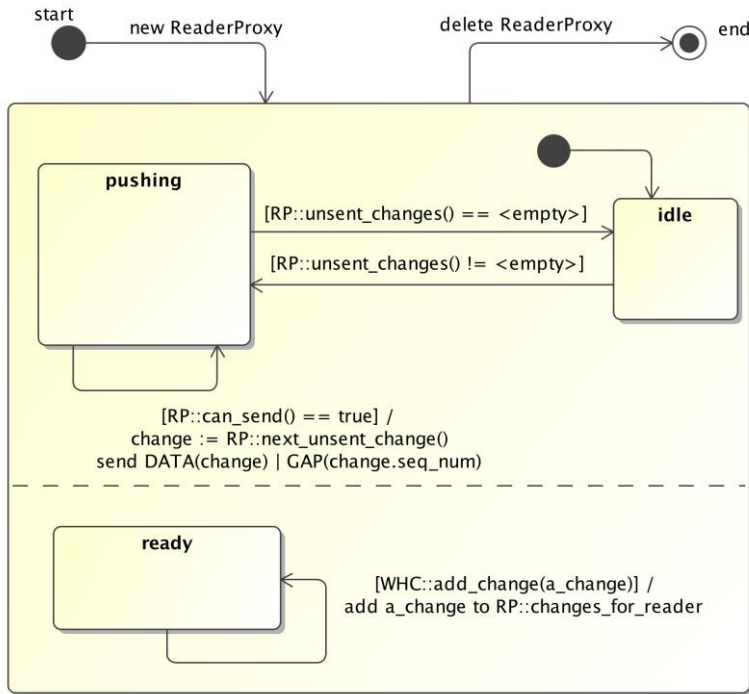 start
new ReaderProxy
delete ReaderProxy
end
pushing
[RP::unsent_changes() == <empty>]
idle
[RP::unsent_changes() != <empty>]
[RP::can_send() == true] /
change := RP::next_unsent_change()
send DATA(change) | GAP(change.seq_num)
ready
[WHC::add_change(a_change)] /
add a_change to RP::changes_for_reader